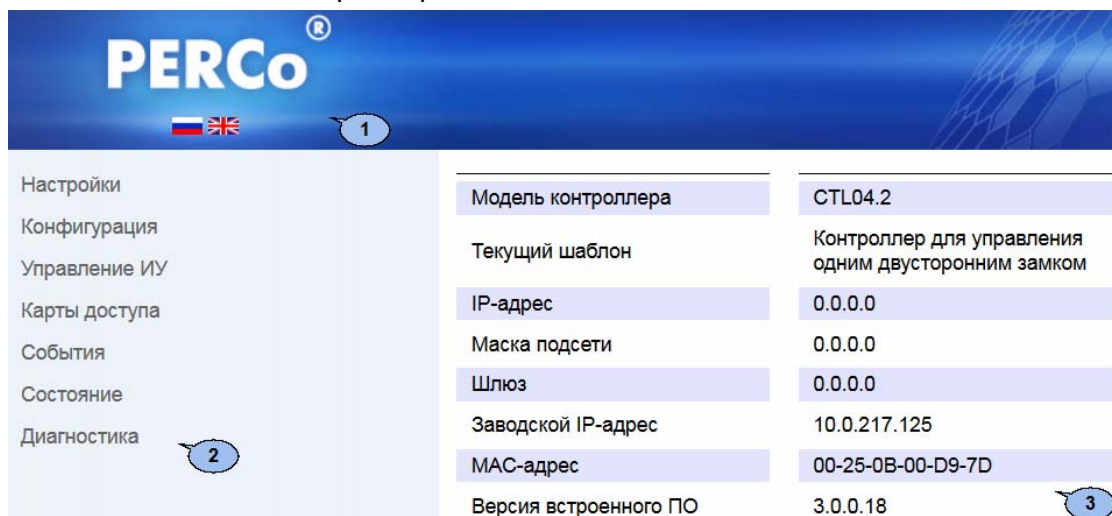 PERCo®
1
Настройки
Конфигурация
Управление ИУ
Карты доступа
События
Состояние
Диагностика
2
Модель контроллера CTL04.2
Текущий шаблон Контроллер для управления
одним двусторонним замком
IP-адрес 0.0.0.0
Маска подсети 0.0.0.0
Шлюз 0.0.0.0
Заводской IP-адрес 10.0.217.125
MAC-адрес 00-25-0B-00-D9-7D
Версия встроенного ПО 3.0.0.18
3